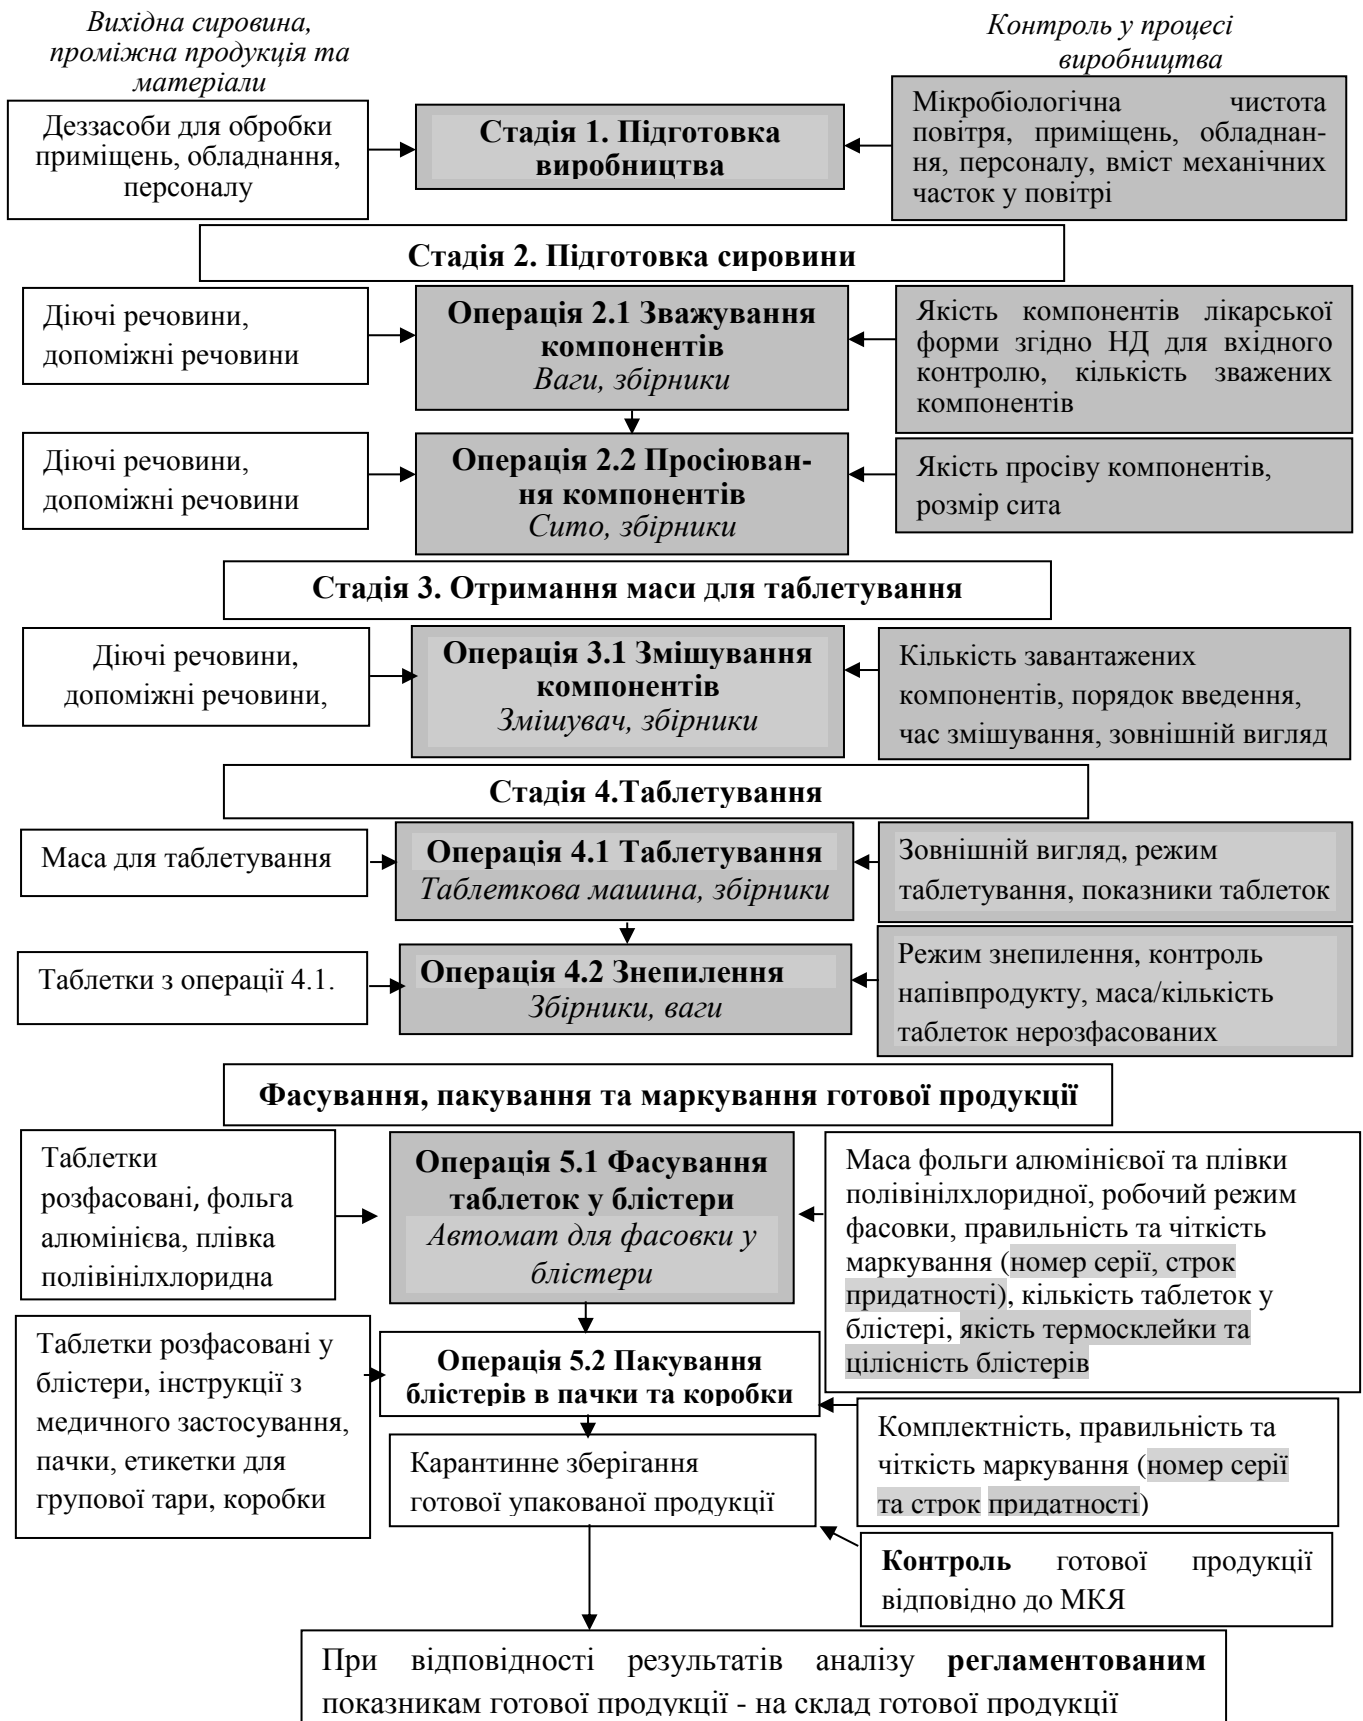 Вихідна сировина,
проміжна продукція та
матеріали
Контроль у процесі
виробництва
Деззасоби для обробки
приміщень, обладнання,
персоналу
Стадія 1. Підготовка
виробництва
Мікробіологічна чистота
повітря, приміщень, обладнан-
ня, персоналу, вміст механічних
часток у повітрі
Стадія 2. Підготовка сировини
Діючі речовини,
допоміжні речовини
Операція 2.1 Зважування
компонентів
Ваги, збірники
Якість компонентів лікарської
форми згідно НД для вхідного
контролю, кількість зважених
компонентів
Діючі речовини,
допоміжні речовини
Операція 2.2 Просіюван-
ня компонентів
Сито, збірники
Якість просіву компонентів,
розмір сита
Стадія 3. Отримання маси для таблетування
Діючі речовини,
допоміжні речовини,
Операція 3.1 Змішування
компонентів
Змішувач, збірники
Кількість завантажених
компонентів, порядок введення,
час змішування, зовнішній вигляд
Стадія 4.Таблетування
Маса для таблетування
Операція 4.1 Таблетування
Таблеткова машина, збірники
Зовнішній вигляд, режим
таблетування, показники таблеток
Таблетки з операції 4.1.
Операція 4.2 Знепилення
Збірники, ваги
Режим знепилення, контроль
напівпродукту, маса/кількість
таблеток нерозфасованих
Фасування, пакування та маркування готової продукції
Таблетки
розфасовані, фольга
алюмінієва, плівка
полівінілхлоридна
Операція 5.1 Фасування
таблеток у блістери
Автомат для фасовки у
блістери
Маса фольги алюмінієвої та плівки
полівінілхлоридної, робочий режим
фасовки, правильність та чіткість
маркування (номер серії, строк
придатності), кількість таблеток у
блістері, якість термосклейки та
цілісність блістерів
Таблетки розфасовані у
блістери, інструкції з
медичного застосування,
пачки, етикетки для
групової тари, коробки
Операція 5.2 Пакування
блістерів в пачки та коробки
Комплектність, правильність та
чіткість маркування (номер серії
та строк придатності)
Карантинне зберігання
готової упакованої продукції
Контроль готової продукції
відповідно до МКЯ
При відповідності результатів аналізу регламентованим
показникам готової продукції - на склад готової продукції